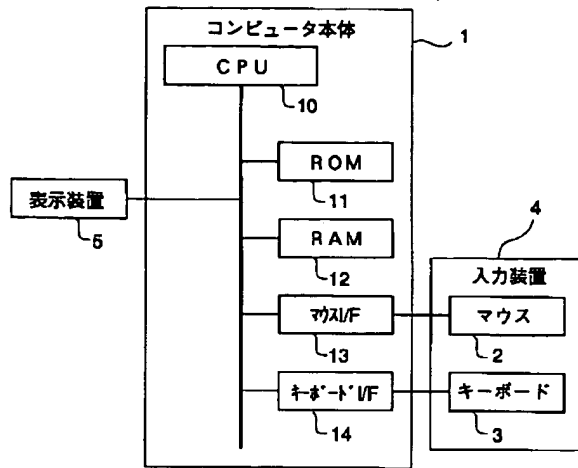 コンピュータ本体
1
CPU
10
ROM
11
表示装置
5
RAM
12
4
入力装置
マウスI/F
13
マウス
2
キーボードI/F
14
キーボード
3